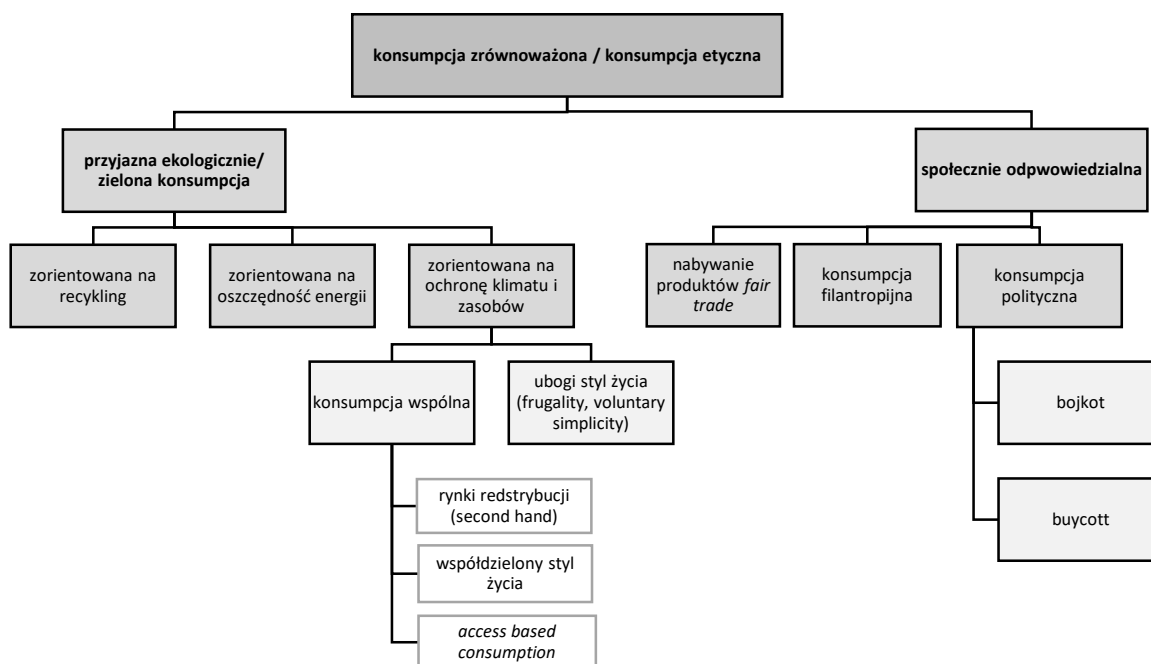 konsumpcja zrównoważona / konsumpcja etyczna
przyjazna ekologicznie/
zielona konsumpcja
społecznie odpwowiedzialna
zorientowana na
recykling
zorientowana na
oszczędność energii
zorientowana na
ochronę klimatu i
zasobów
nabywanie
produktów fair
trade
konsumpcja
filantropijna
konsumpcja
polityczna
konsumpcja wspólna
ubogi styl życia
(frugality, voluntary
simplicity)
bojkot
rynki redstrybucji
(second hand)
buycott
współdzielony styl
życia
access based
consumption